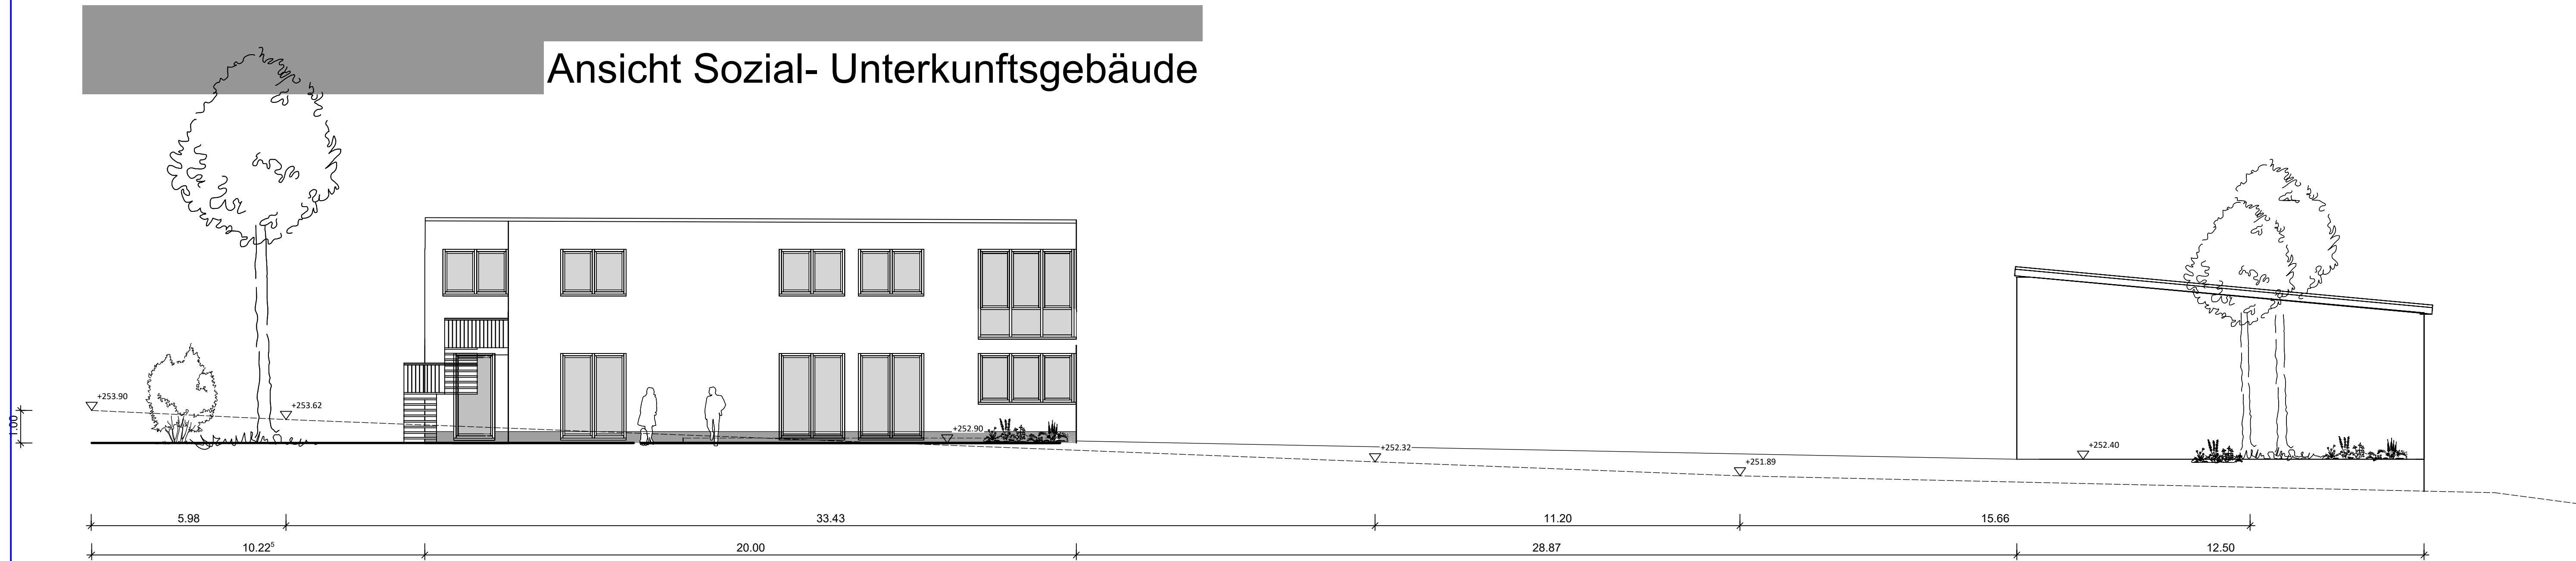 Ansicht Sozial- Unterkunftsgebäude
+253.90
+253.62
1.00
+252.90
+252.32
+251.89
+252.40
5.98 33.43 11.20 15.66
10.22⁵ 20.00 28.87 12.50